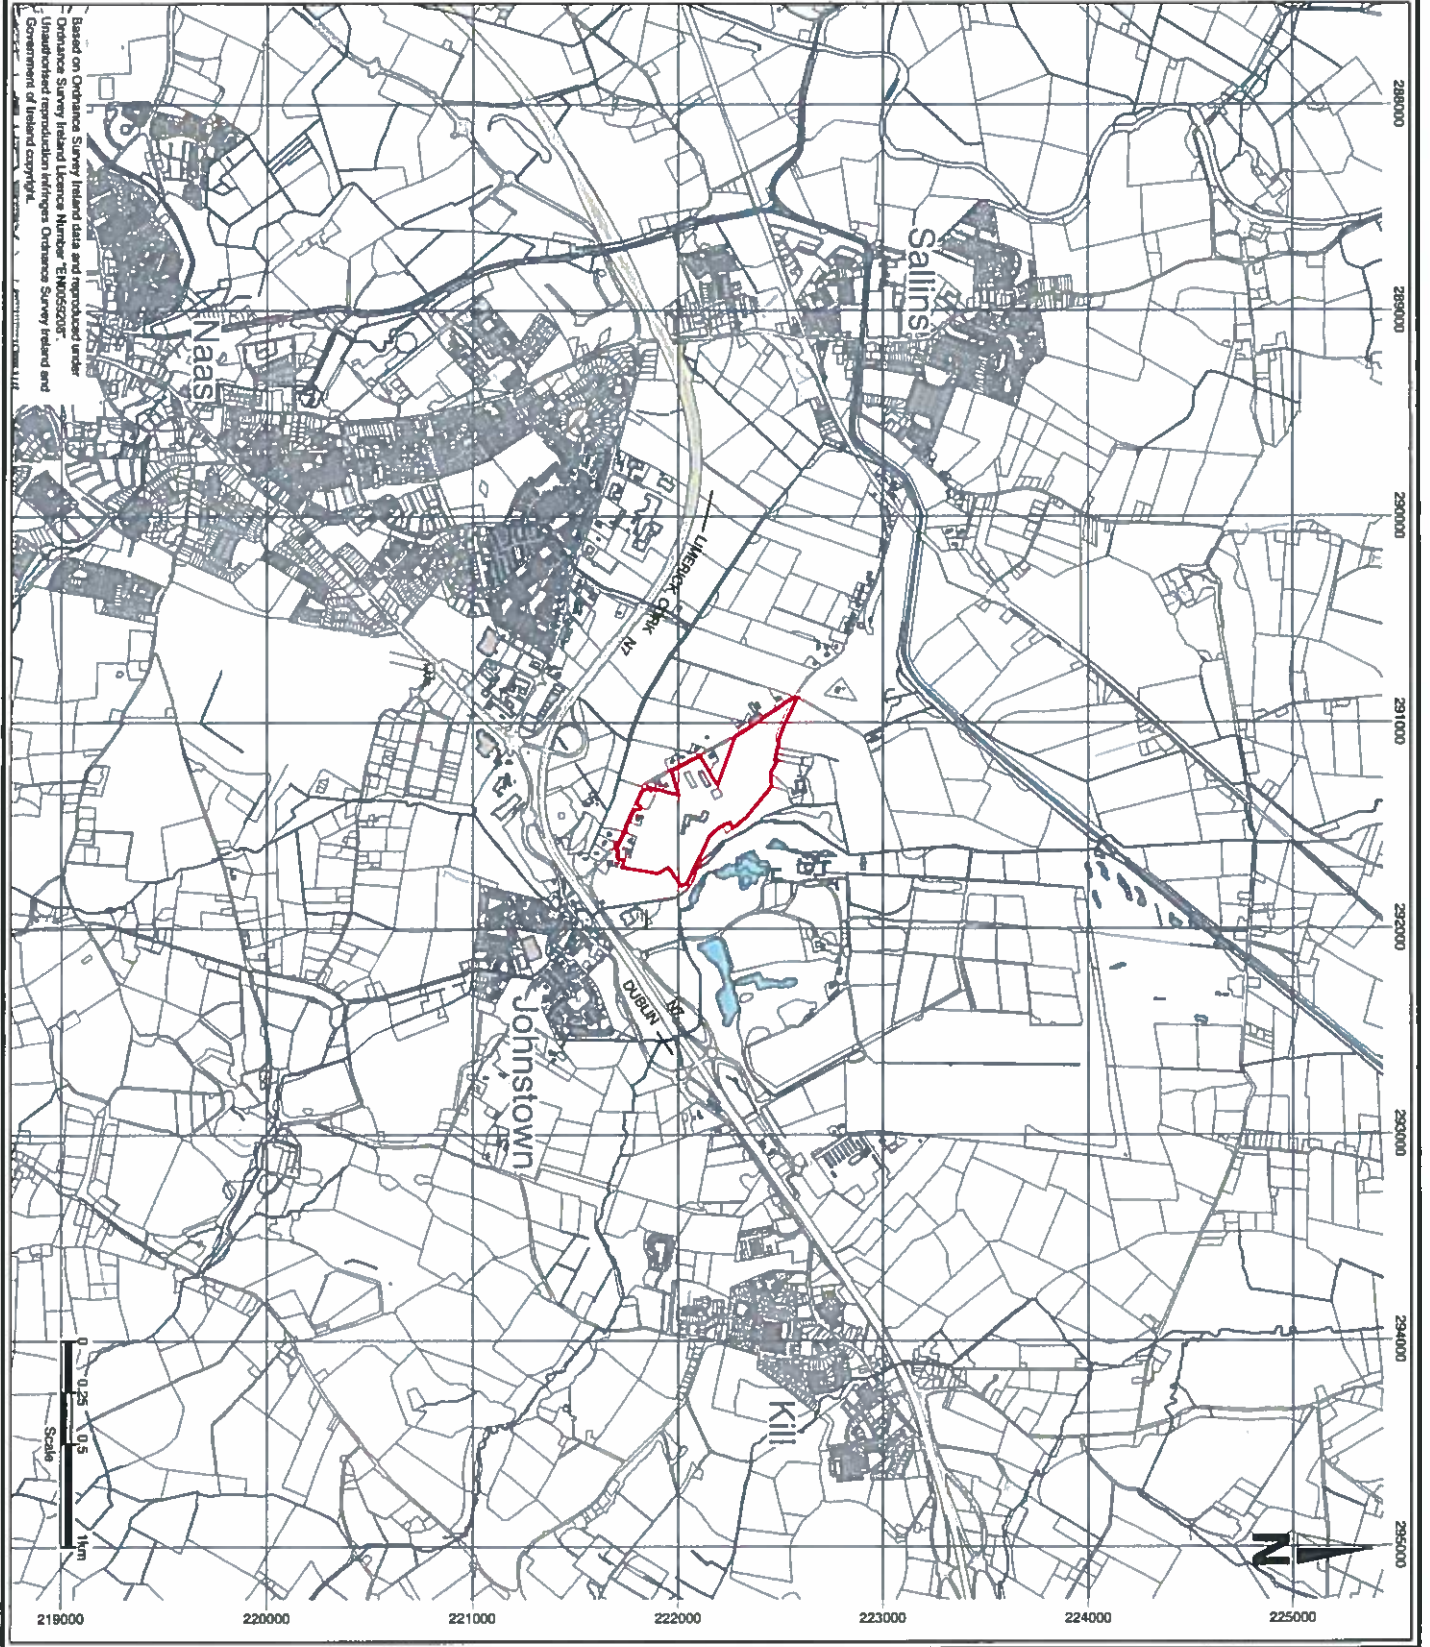 288000
289000
290000
291000
292000
293000
294000
295000
Sallins
Naas
LIMERICK CORK N7
N7
DUBLIN
Johnstown
Kill
N
219000
220000
221000
222000
223000
224000
225000
0 0.25 0.5 1km
Scale
Based on Ordnance Survey Ireland data and reproduced under
Ordnance Survey Ireland Licence Number
Unauthorised reproduction infringes Ordnance Survey Ireland and
Government of Ireland copyright.